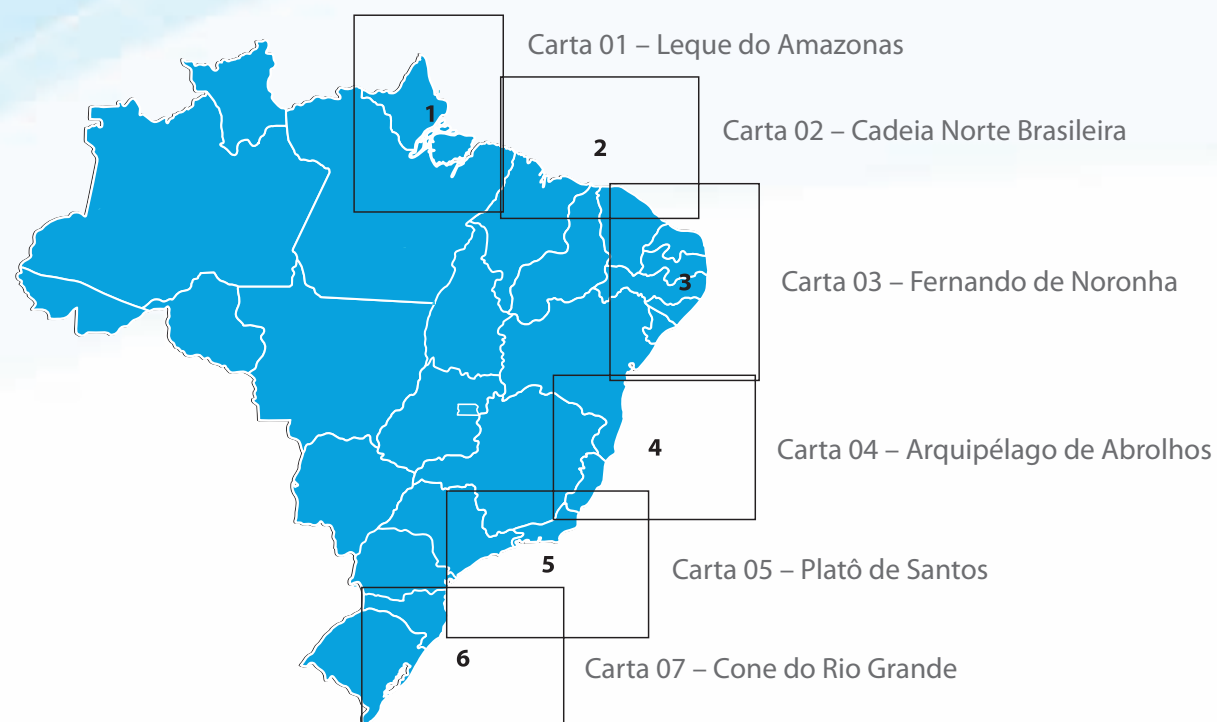 Carta 01 – Leque do Amazonas
1
Carta 02 – Cadeia Norte Brasileira
2
Carta 03 – Fernando de Noronha
3
4
Carta 04 – Arquipélago de Abrolhos
5
Carta 05 – Platô de Santos
6
Carta 07 – Cone do Rio Grande